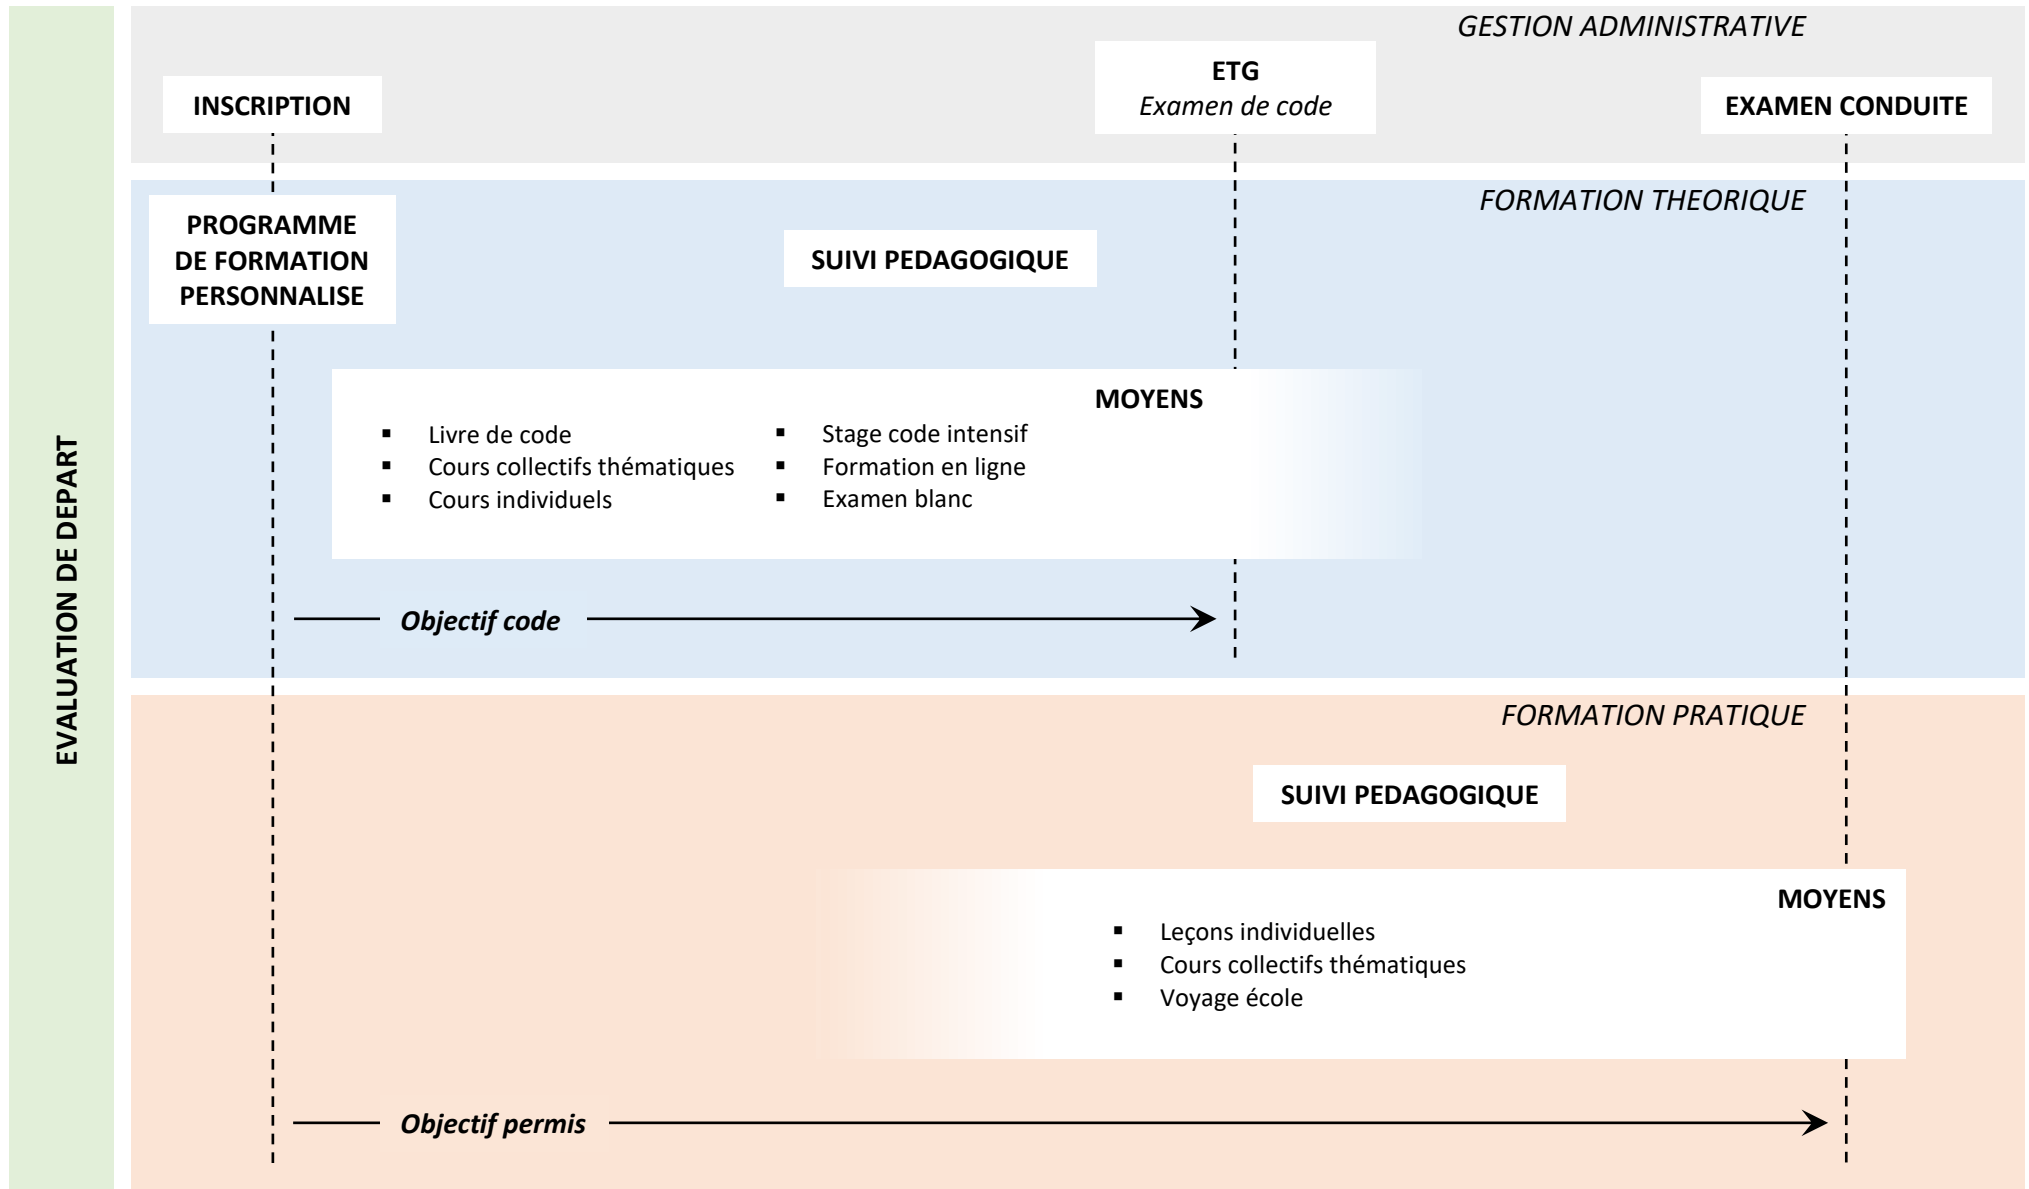 EVALUATION DE DEPART
GESTION ADMINISTRATIVE
INSCRIPTION
ETG
Examen de code
EXAMEN CONDUITE
FORMATION THEORIQUE
PROGRAMME
DE FORMATION
PERSONNALISE
SUIVI PEDAGOGIQUE
MOYENS
▪ Livre de code
▪ Cours collectifs thématiques
▪ Cours individuels
▪ Stage code intensif
▪ Formation en ligne
▪ Examen blanc
Objectif code
FORMATION PRATIQUE
SUIVI PEDAGOGIQUE
MOYENS
▪ Leçons individuelles
▪ Cours collectifs thématiques
▪ Voyage école
Objectif permis